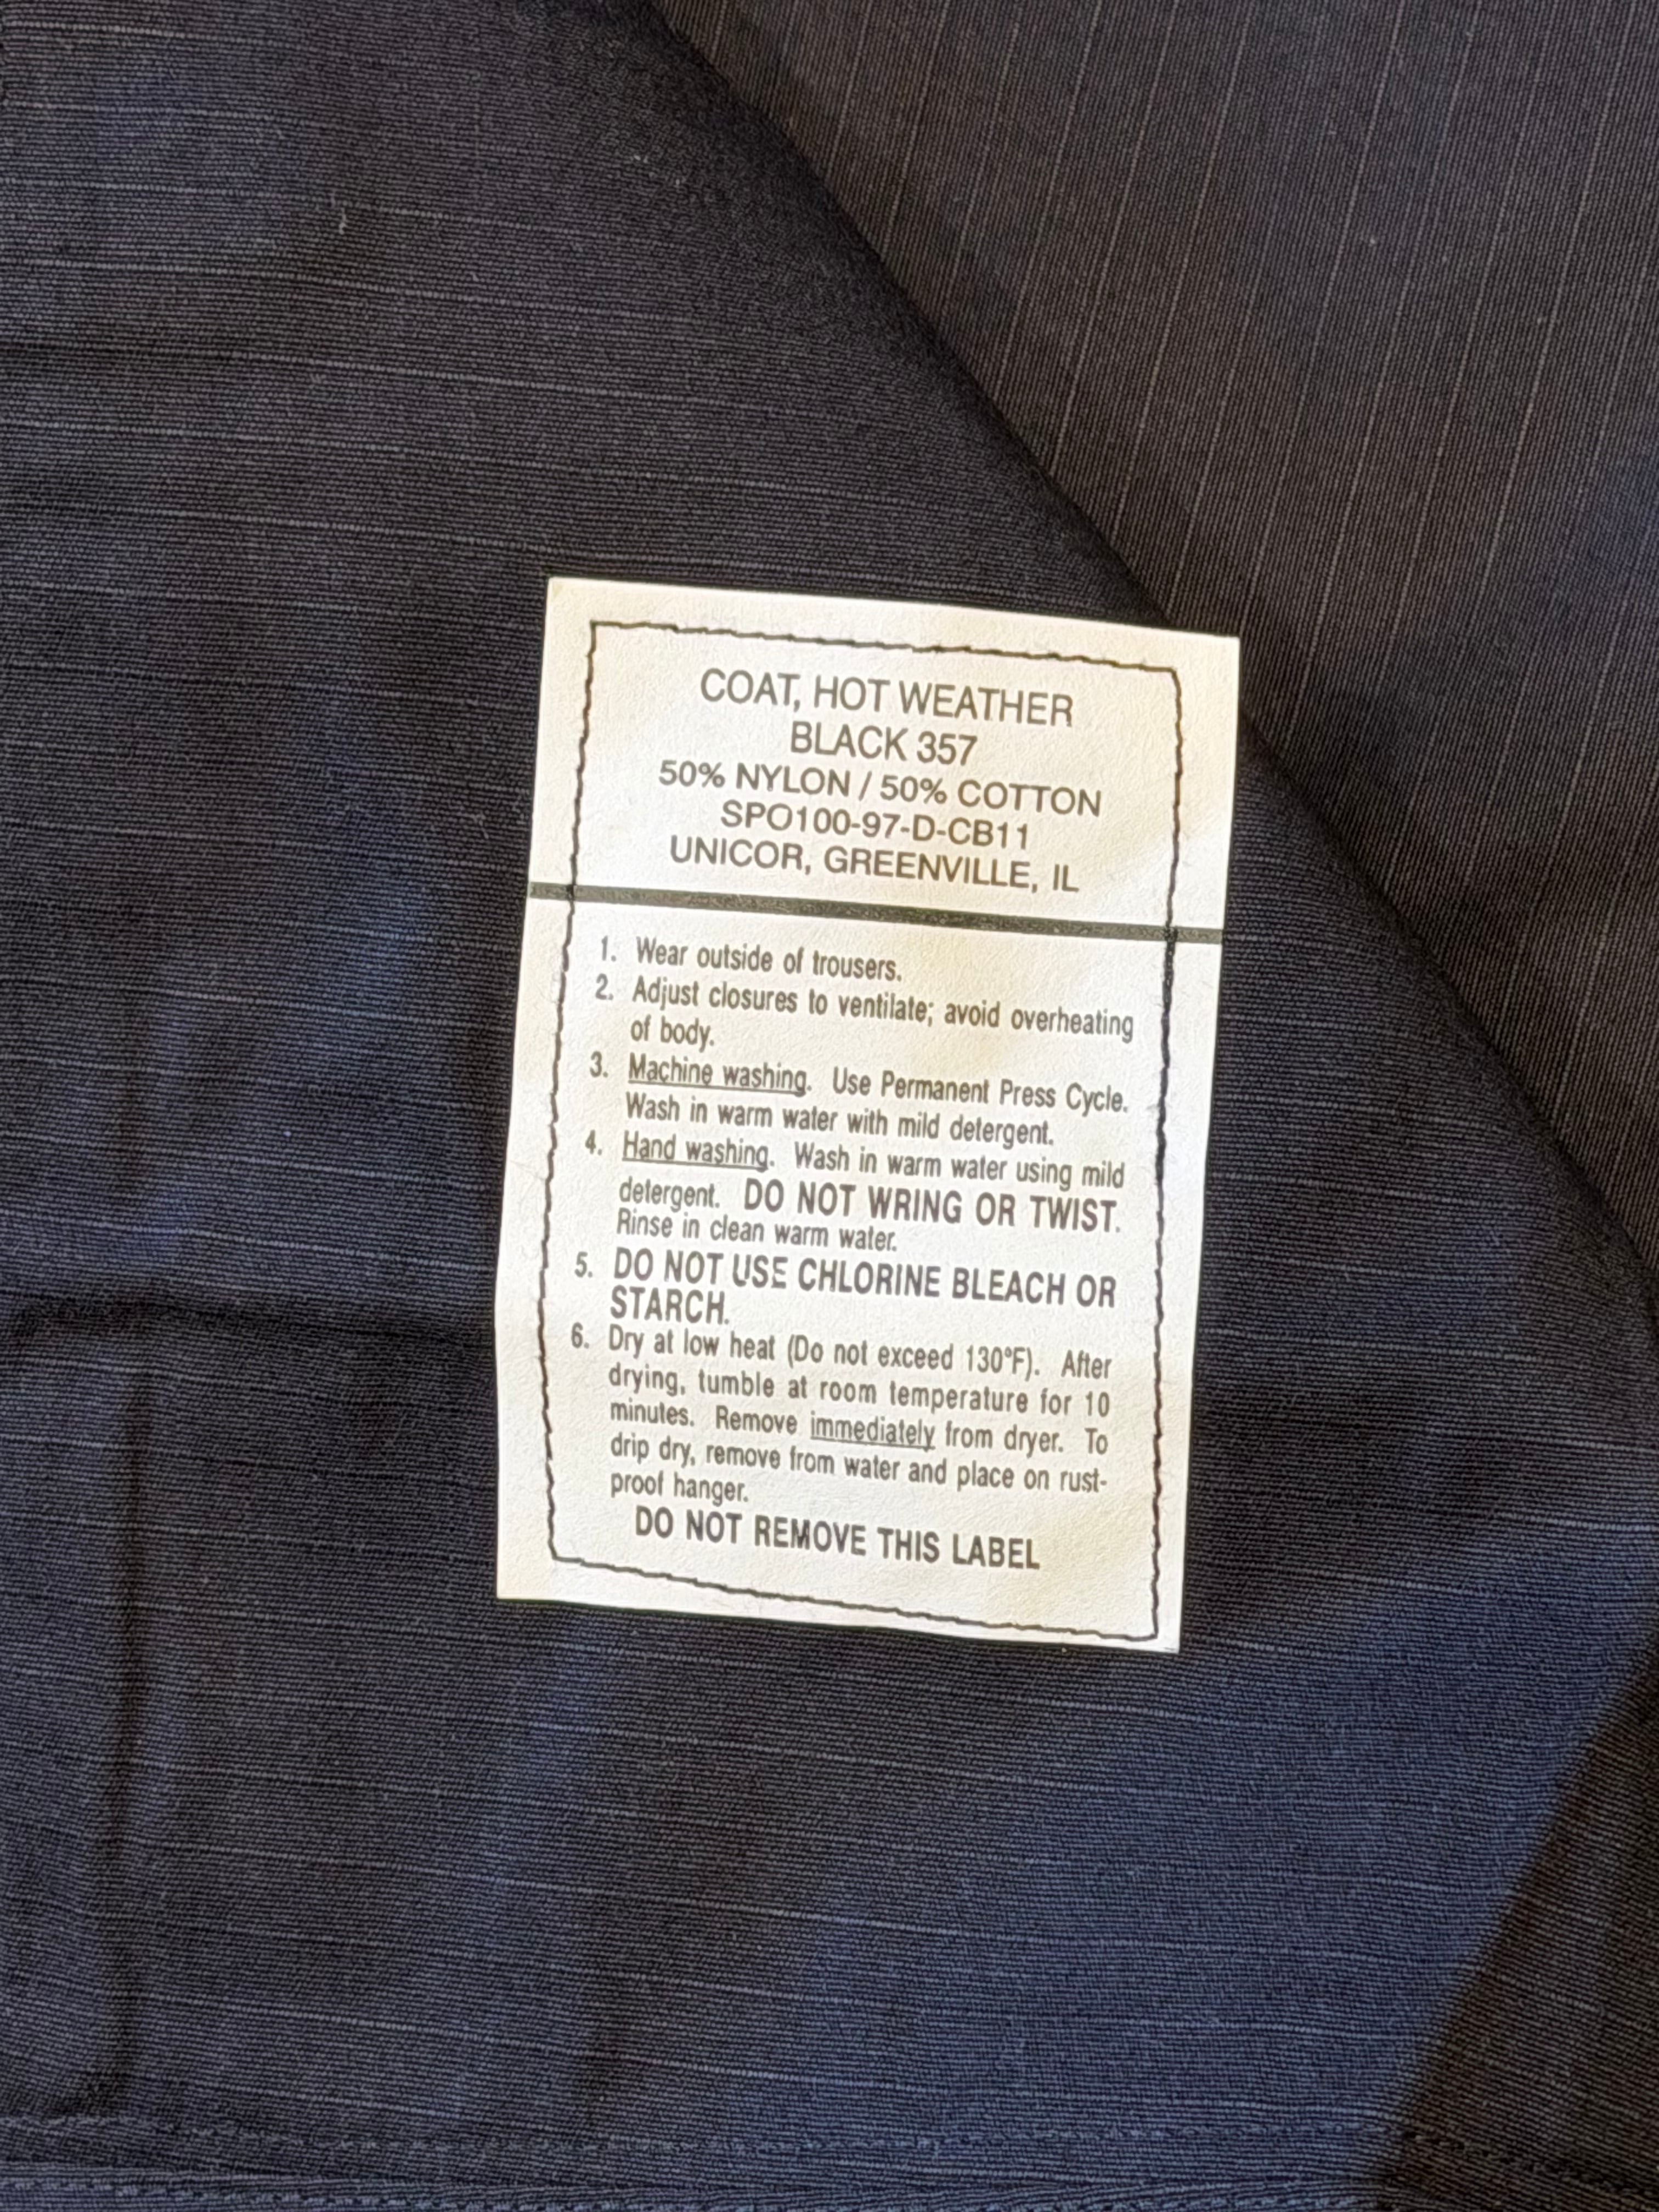 COAT, HOT WEATHER
BLACK 357
50% NYLON / 50% COTTON
SPO100-97-D-CB11
UNICOR, GREENVILLE, IL
1. Wear outside of trousers.
2. Adjust closures to ventilate; avoid overheating
of body.
3. Machine washing. Use Permanent Press Cycle.
Wash in warm water with mild detergent.
4. Hand washing. Wash in warm water using mild
detergent. DO NOT WRING OR TWIST.
Rinse in clean warm water.
5. DO NOT USE CHLORINE BLEACH OR
STARCH.
6. Dry at low heat (Do not exceed 130°F). After
drying, tumble at room temperature for 10
minutes. Remove immediately from dryer. To
drip dry, remove from water and place on rust-
proof hanger.
DO NOT REMOVE THIS LABEL